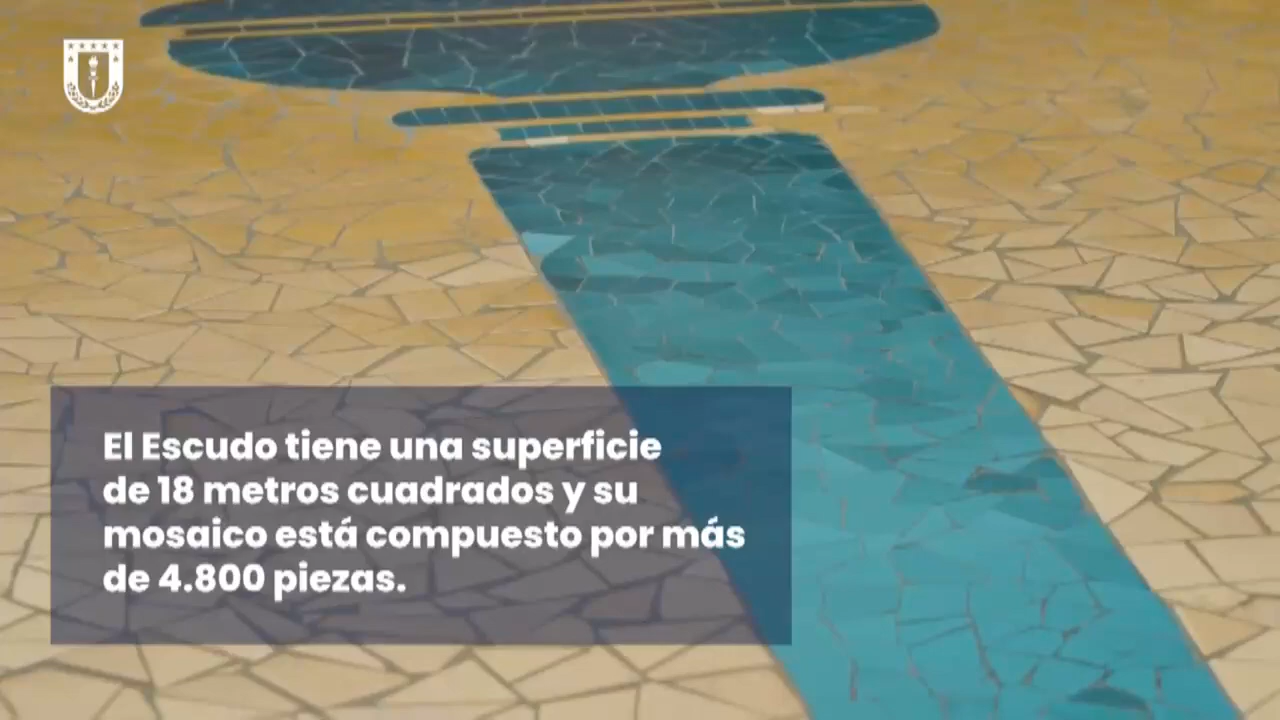 El Escudo tiene una superficie
de 18 metros cuadrados y su
mosaico está compuesto por más
de 4.800 piezas.